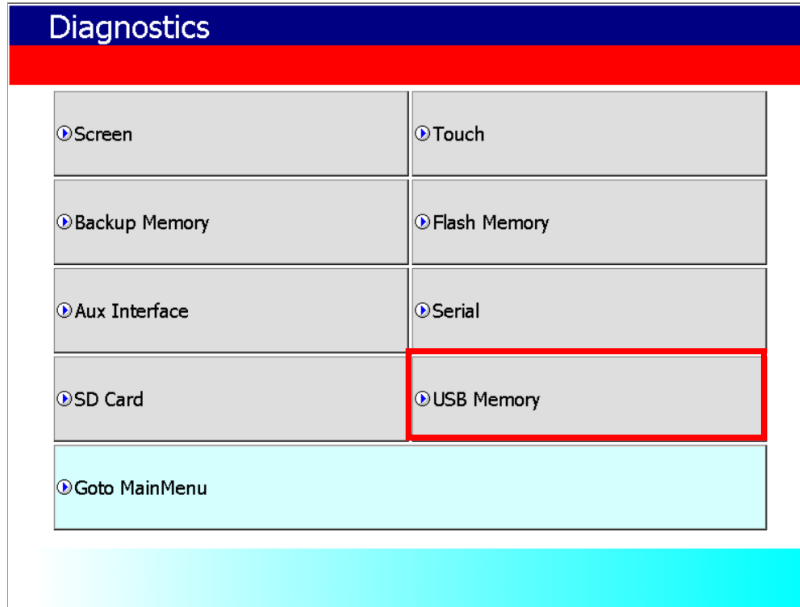 Diagnostics
Screen
Touch
Backup Memory
Flash Memory
Aux Interface
Serial
SD Card
USB Memory
Goto MainMenu